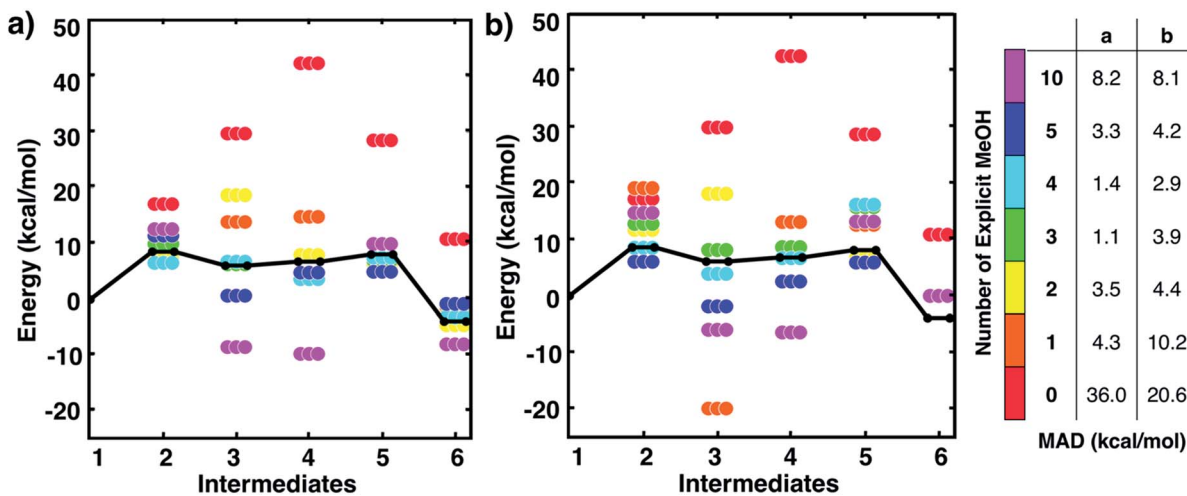 a)
50
40
30
20
10
0
-10
-20
Energy (kcal/mol)
1 2 3 4 5 6
Intermediates
b)
50
40
30
20
10
0
-10
-20
Energy (kcal/mol)
1 2 3 4 5 6
Intermediates
Number of Explicit MeOH
a b
10 8.2 8.1
5 3.3 4.2
4 1.4 2.9
3 1.1 3.9
2 3.5 4.4
1 4.3 10.2
0 36.0 20.6
MAD (kcal/mol)